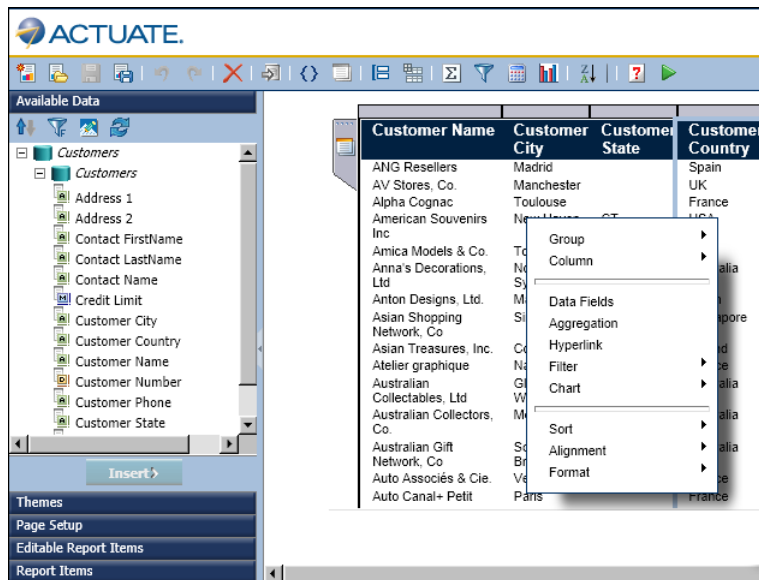 ACTUATE.
Available Data
Customers
Customers
Address 1
Address 2
Contact FirstName
Contact LastName
Contact Name
Credit Limit
Customer City
Customer Country
Customer Name
Customer Number
Customer Phone
Customer State
Insert
Themes
Page Setup
Editable Report Items
Report Items
Customer Name Customer City Customer State Customer Country
ANG Resellers Madrid Spain
AV Stores, Co. Manchester UK
Alpha Cognac Toulouse France
American Souvenirs
Inc
Amica Models & Co.
Anna's Decorations,
Ltd
Anton Designs, Ltd.
Asian Shopping
Network, Co
Asian Treasures, Inc.
Atelier graphique
Australian
Collectables, Ltd
Australian Collectors,
Co.
Australian Gift
Network, Co
Auto Associés & Cie.
Auto Canal+ Petit Paris France
Group
Column
Data Fields
Aggregation
Hyperlink
Filter
Chart
Sort
Alignment
Format